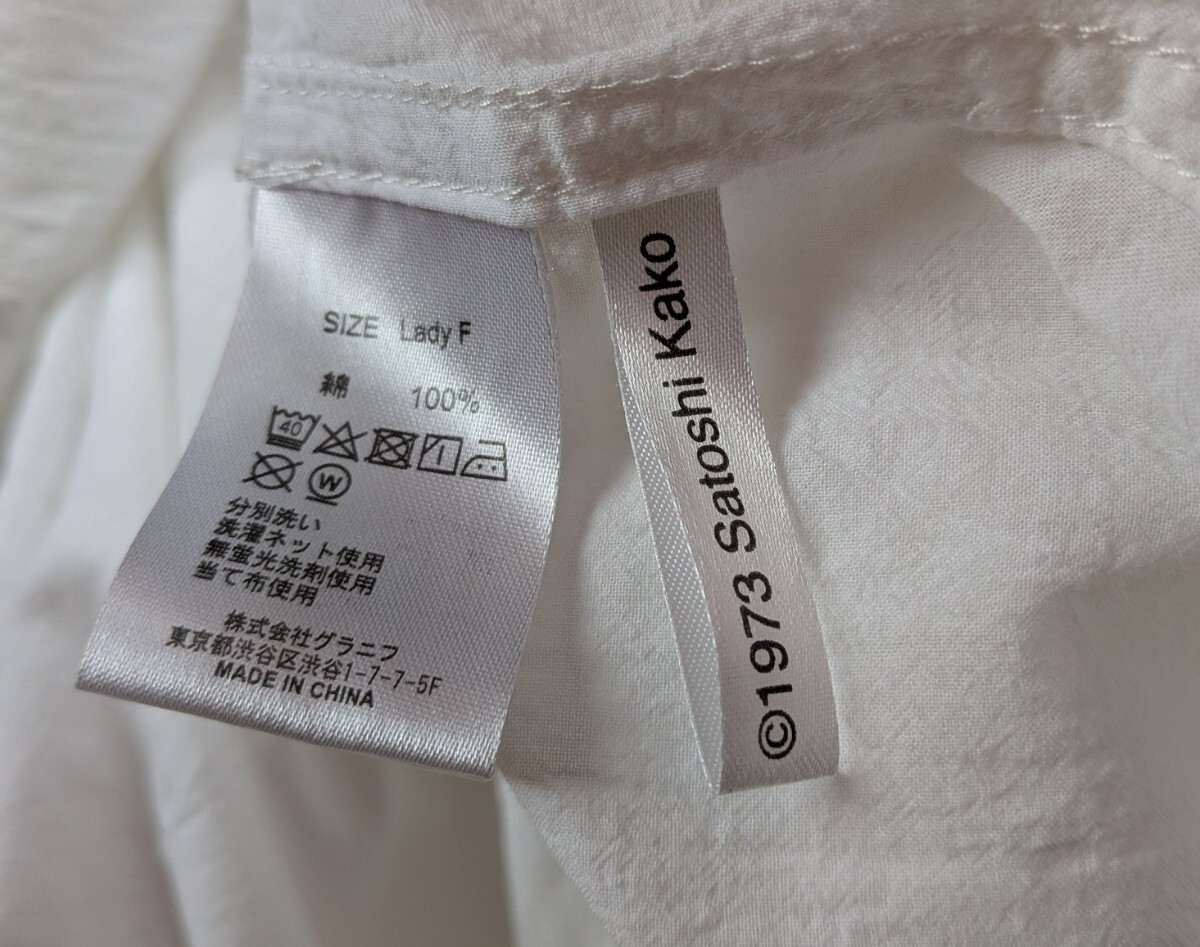 SIZE Lady F
綿 100%
40
W
分別洗い
洗濯ネット使用
無蛍光洗剤使用
当て布使用
株式会社グラニフ
東京都渋谷区渋谷1-7-7-5F
MADE IN CHINA
©1973 Satoshi Kako